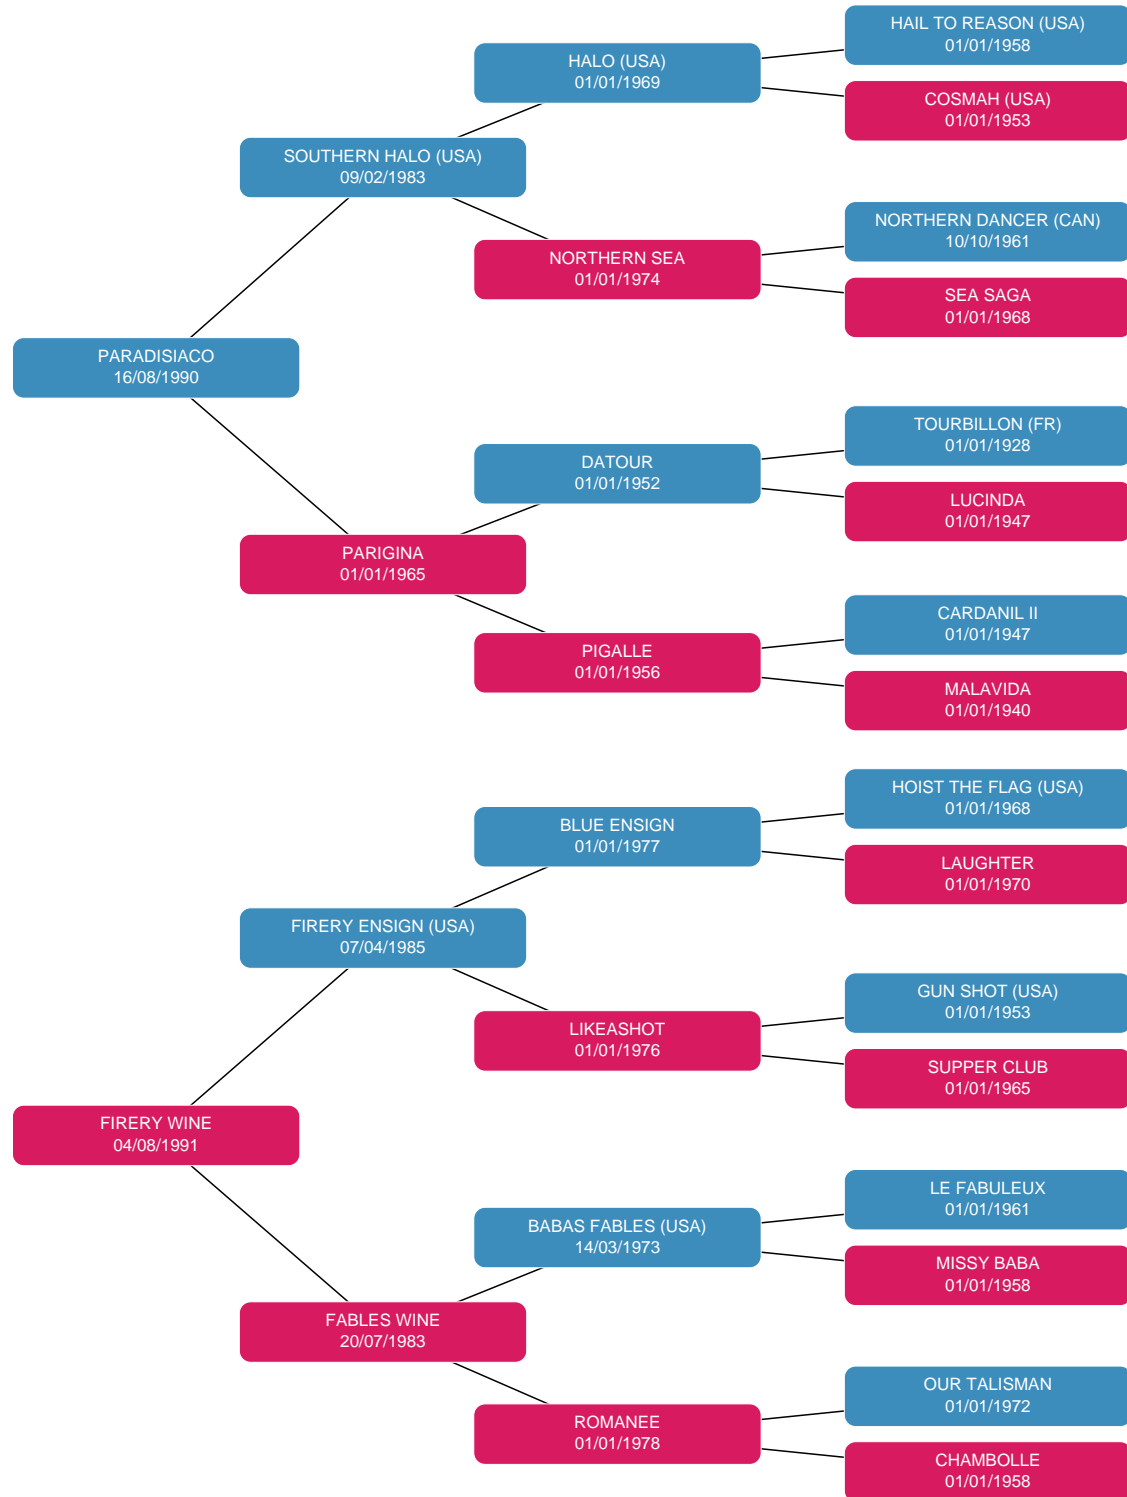 HAIL TO REASON (USA)
01/01/1958
HALO (USA)
01/01/1969
COSMAH (USA)
01/01/1953
SOUTHERN HALO (USA)
09/02/1983
NORTHERN DANCER (CAN)
10/10/1961
NORTHERN SEA
01/01/1974
SEA SAGA
01/01/1968
PARADISIACO
16/08/1990
TOURBILLON (FR)
01/01/1928
DATOUR
01/01/1952
LUCINDA
01/01/1947
PARIGINA
01/01/1965
CARDANIL II
01/01/1947
PIGALLE
01/01/1956
MALAVIDA
01/01/1940
HOIST THE FLAG (USA)
01/01/1968
BLUE ENSIGN
01/01/1977
LAUGHTER
01/01/1970
FIRERY ENSIGN (USA)
07/04/1985
GUN SHOT (USA)
01/01/1953
LIKEASHOT
01/01/1976
SUPPER CLUB
01/01/1965
FIRERY WINE
04/08/1991
LE FABULEUX
01/01/1961
BABAS FABLES (USA)
14/03/1973
MISSY BABA
01/01/1958
FABLES WINE
20/07/1983
OUR TALISMAN
01/01/1972
ROMANEE
01/01/1978
CHAMBOLLE
01/01/1958